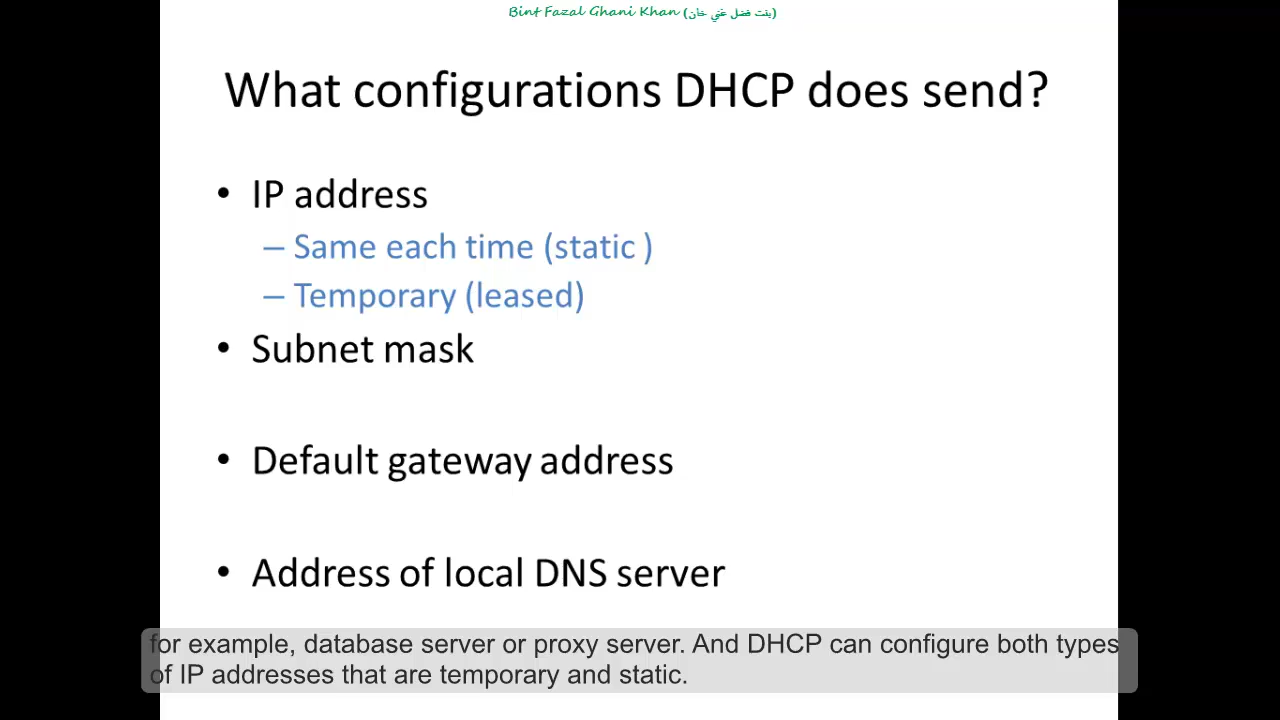 Bint Fazal Ghani Khan (بنت فضل غني خان)
What configurations DHCP does send?
• IP address
– Same each time (static )
– Temporary (leased)
• Subnet mask
• Default gateway address
• Address of local DNS server
for example, database server or proxy server. And DHCP can configure both types
of IP addresses that are temporary and static.